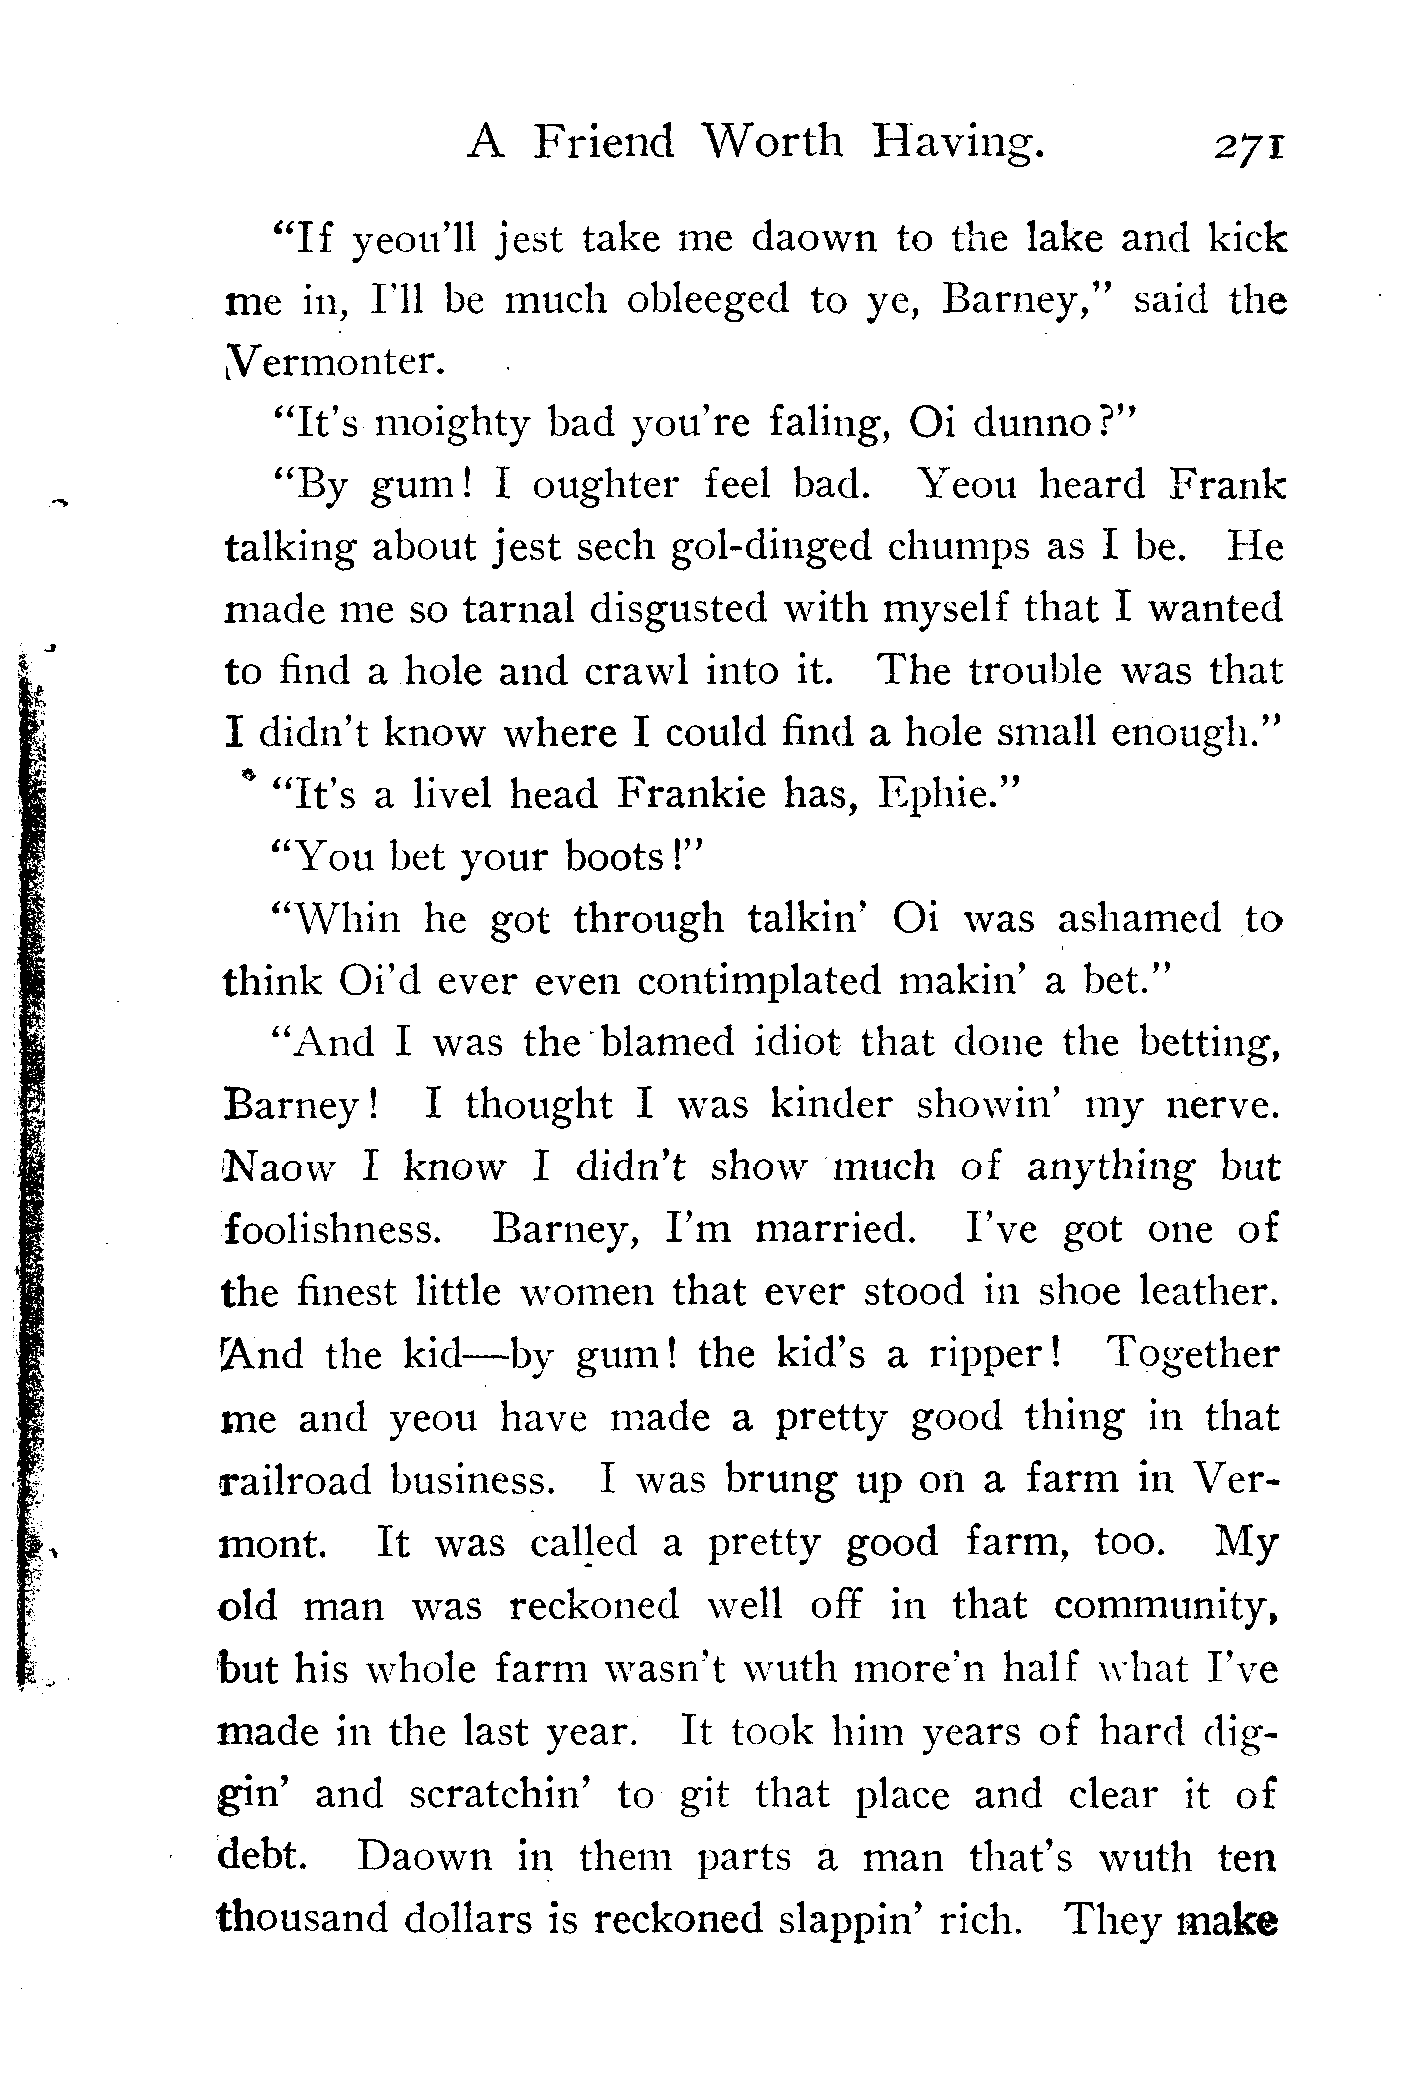 A Friend Worth Having. 271
“If yeou’ll jest take me daown to the lake and kick
me in, I’ll be much obleeged to ye, Barney,” said the
Vermonter.
“It’s moighty bad you’re faling, Oi dunno?”
“By gum! I oughter feel bad. Yeou heard Frank
talking about jest sech gol-dinged chumps as I be. He
made me so tarnal disgusted with myself that I wanted
to find a hole and crawl into it. The trouble was that
I didn’t know where I could find a hole small enough.”
“It’s a livel head Frankie has, Ephie.”
“You bet your boots!”
“Whin he got through talkin’ Oi was ashamed to
think Oi’d ever even contimplated makin’ a bet.”
“And I was the blamed idiot that done the betting,
Barney! I thought I was kinder showin’ my nerve.
Naow I know I didn’t show much of anything but
foolishness. Barney, I’m married. I’ve got one of
the finest little women that ever stood in shoe leather.
And the kid—by gum! the kid’s a ripper! Together
me and yeou have made a pretty good thing in that
railroad business. I was brung up on a farm in Ver-
mont. It was called a pretty good farm, too. My
old man was reckoned well off in that community,
but his whole farm wasn’t wuth more’n half what I’ve
made in the last year. It took him years of hard dig-
gin’ and scratchin’ to git that place and clear it of
debt. Daown in them parts a man that’s wuth ten
thousand dollars is reckoned slappin’ rich. They make